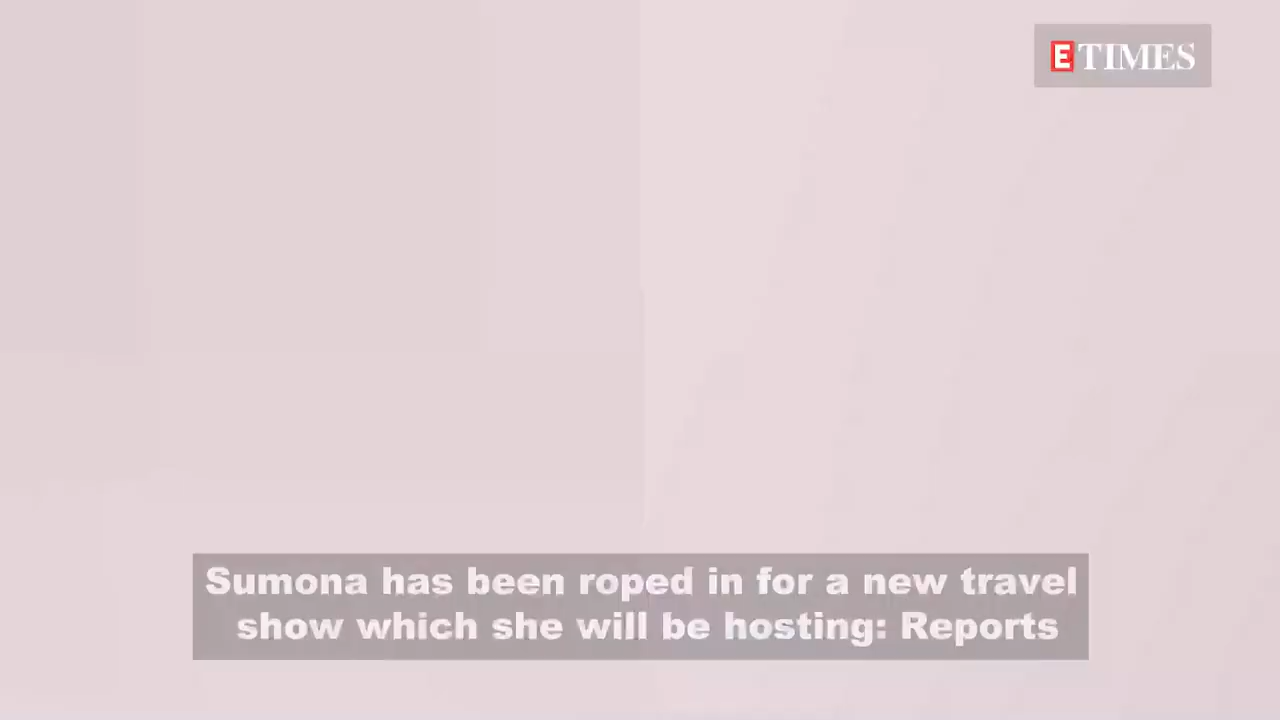 ETIMES
Sumona has been roped in for a new travel
show which she will be hosting: Reports